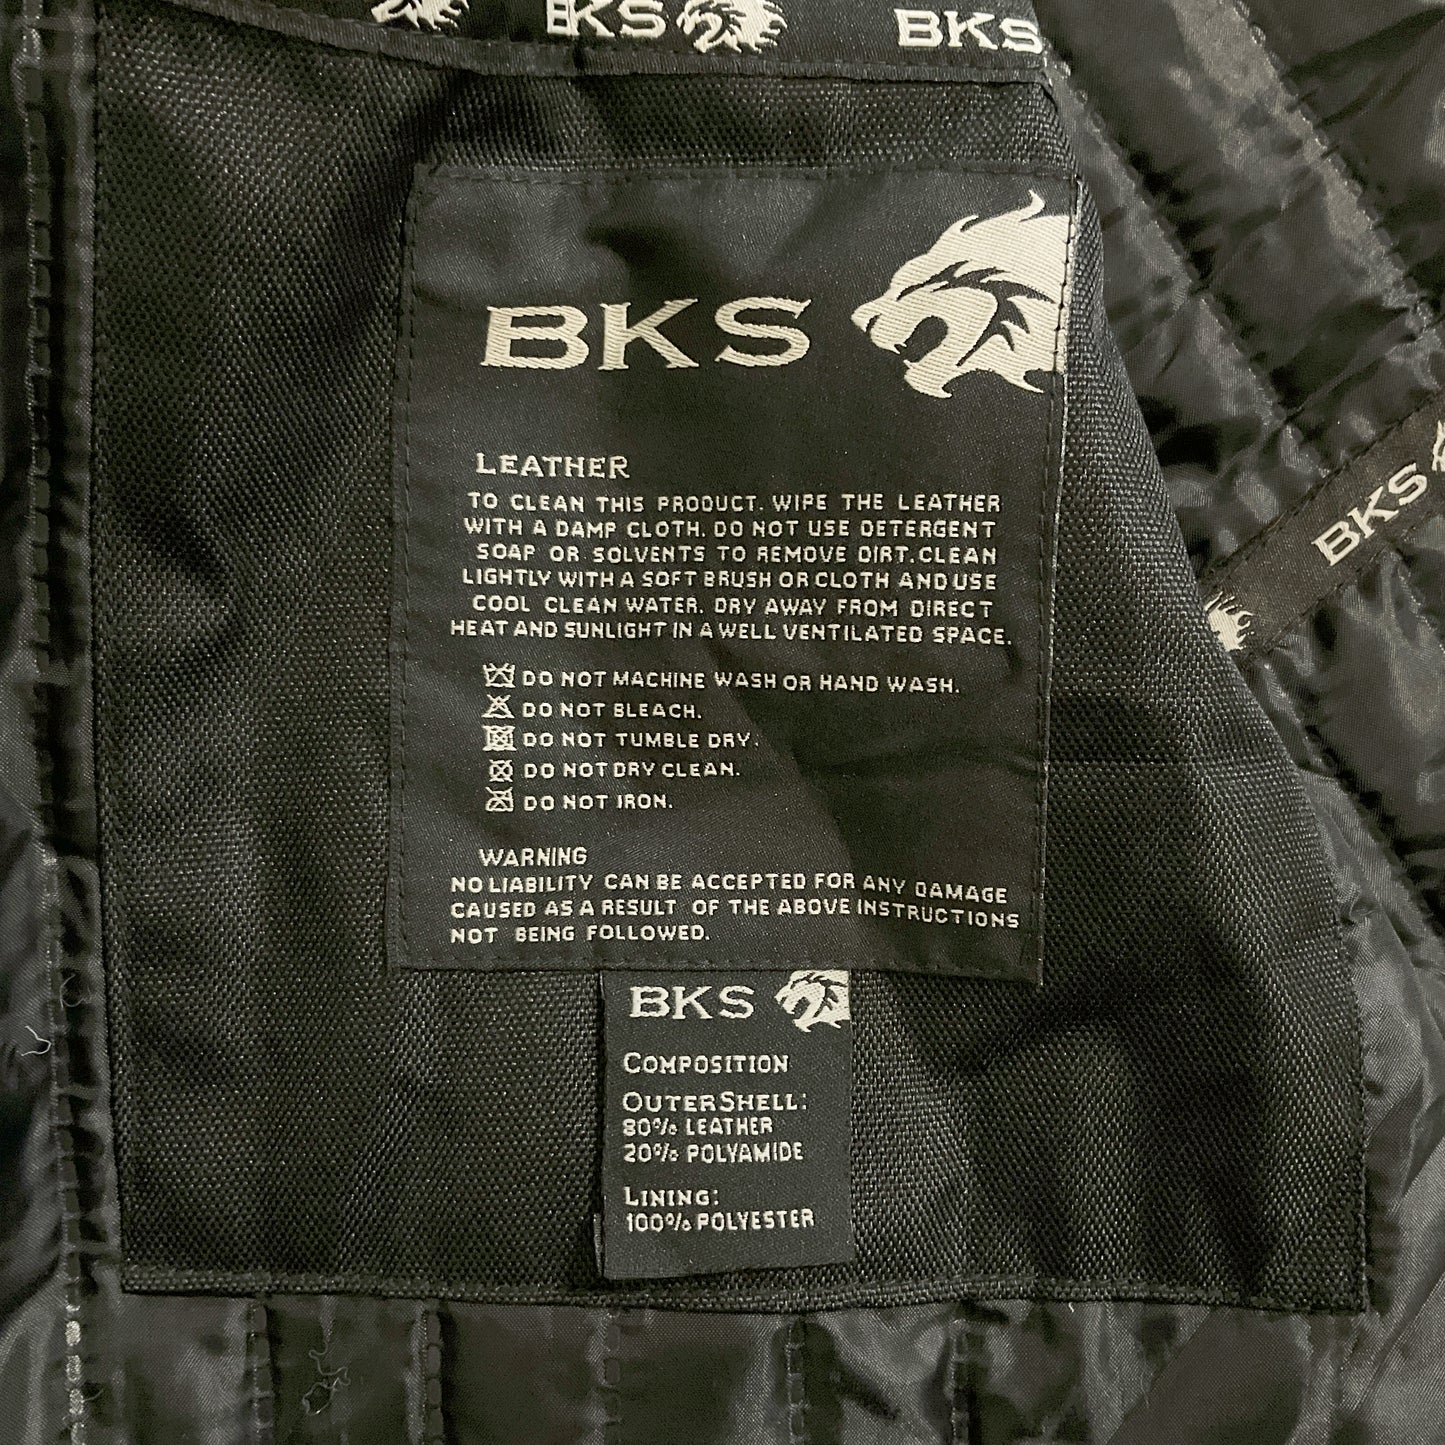 BKS
BKS
BKS
LEATHER
TO CLEAN THIS PRODUCT. WIPE THE LEATHER
WITH A DAMP CLOTH. DO NOT USE DETERGENT
SOAP OR SOLVENTS TO REMOVE DIRT. CLEAN
LIGHTLY WITH A SOFT BRUSH OR CLOTH AND USE
COOL CLEAN WATER. DRY AWAY FROM DIRECT
HEAT AND SUNLIGHT IN A WELL VENTILATED SPACE.
DO NOT MACHINE WASH OR HAND WASH.
DO NOT BLEACH.
DO NOT TUMBLE DRY.
DO NOT DRY CLEAN.
DO NOT IRON.
WARNING
NO LIABILITY CAN BE ACCEPTED FOR ANY DAMAGE
CAUSED AS A RESULT OF THE ABOVE INSTRUCTIONS
NOT BEING FOLLOWED.
BKS
BKS
COMPOSITION
OUTERSHELL:
80% LEATHER
20% POLYAMIDE
LINING:
100% POLYESTER